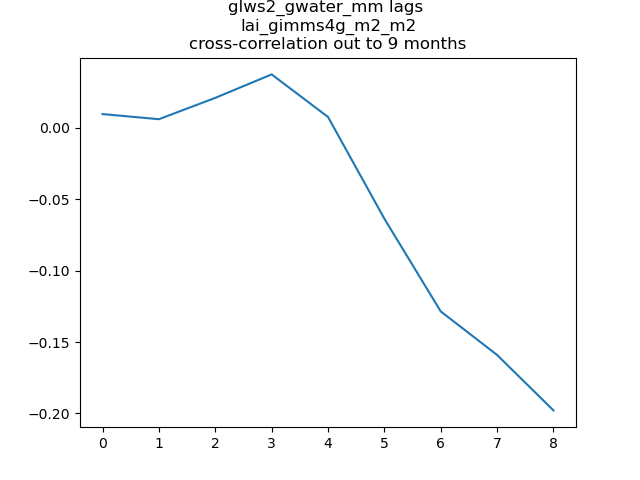 glws2_gwater_mm lags
lai_gimms4g_m2_m2
cross-correlation out to 9 months
0.00
−0.05
−0.10
−0.15
−0.20
0 1 2 3 4 5 6 7 8